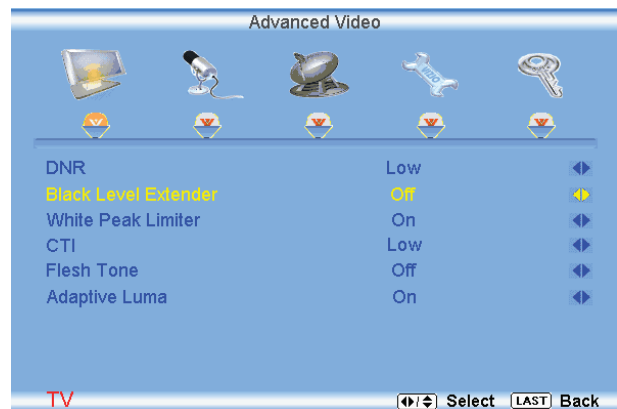 Advanced Video
DNR Low
Black Level Extender Off
White Peak Limiter On
CTI Low
Flesh Tone Off
Adaptive Luma On
TV Select LAST Back